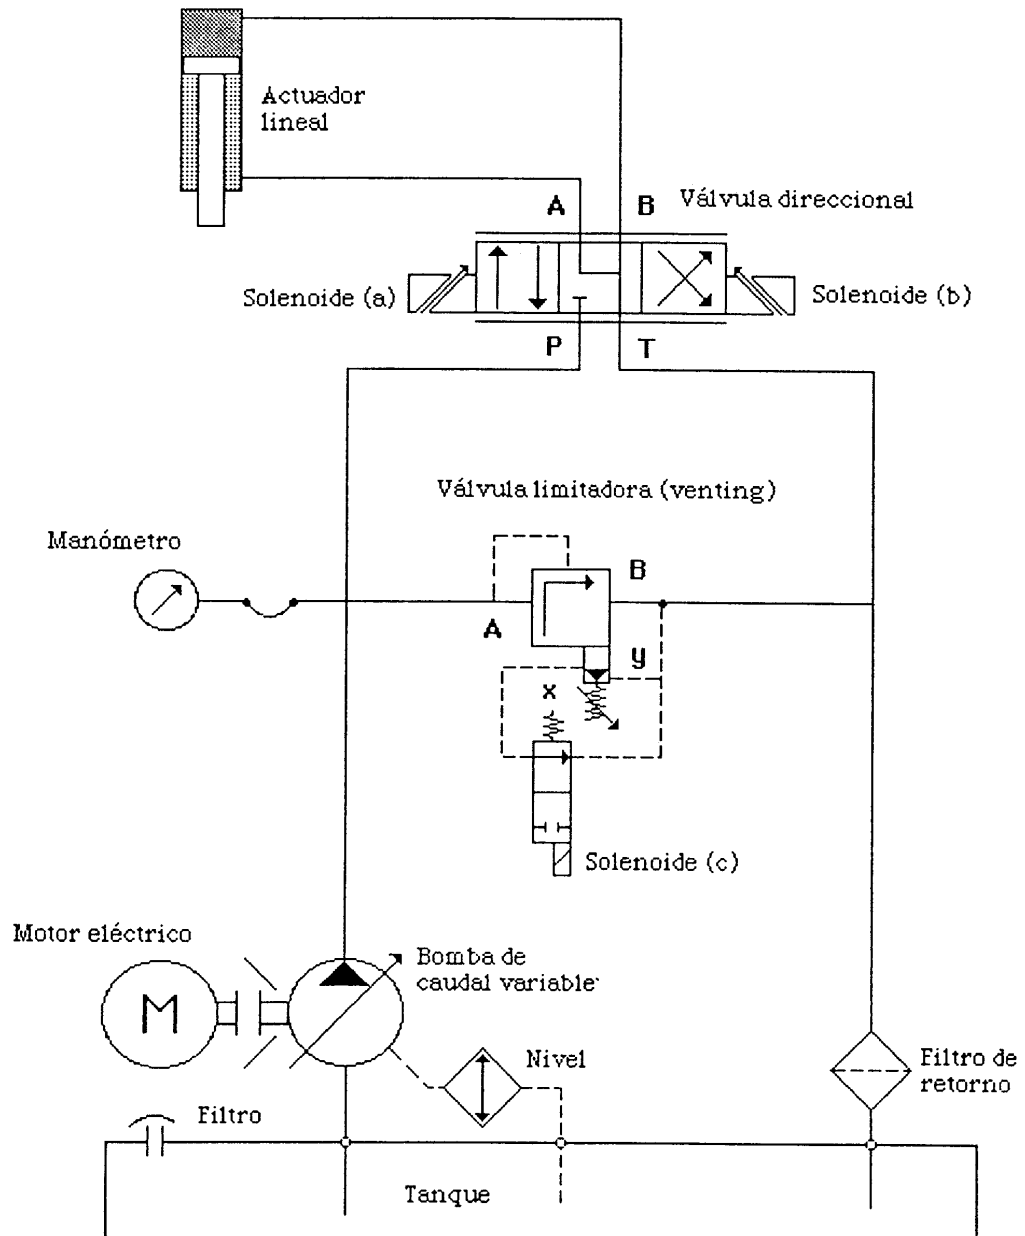 Actuador
lineal
A
B
Válvula direccional
Solenoide (a)
Solenoide (b)
P
T
Válvula limitadora (venting)
Manómetro
B
A
y
x
Solenoide (c)
Motor eléctrico
Bomba de
caudal variable
M
Nivel
Filtro de
retorno
Filtro
Tanque